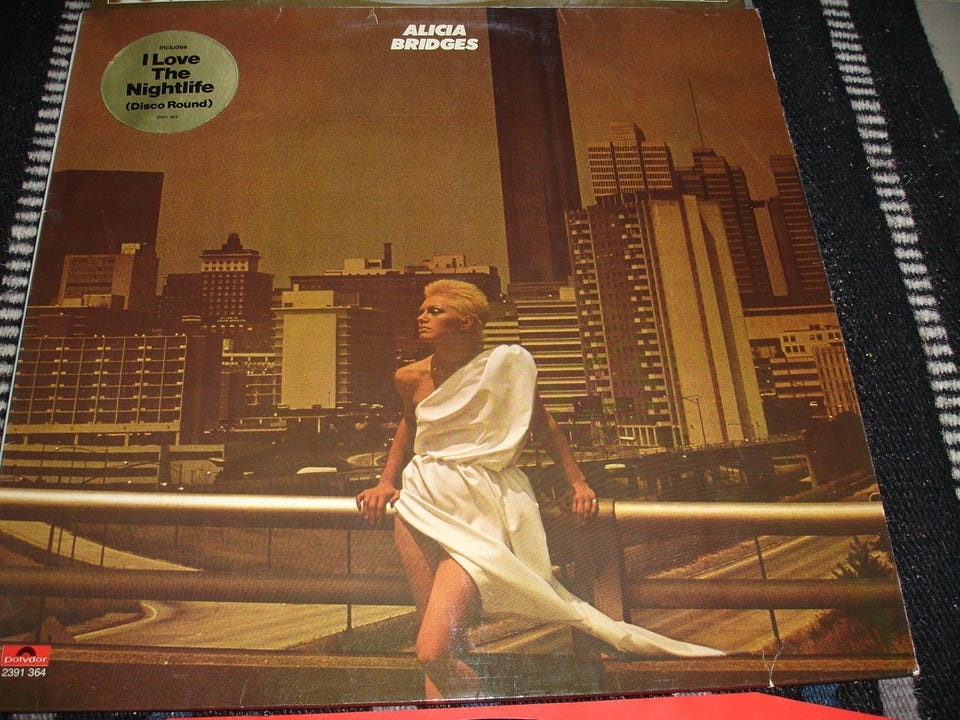 ALICIA
BRIDGES
Includes
I Love
The
Nightlife
(Disco Round)
2391 364
polydor
2391 364